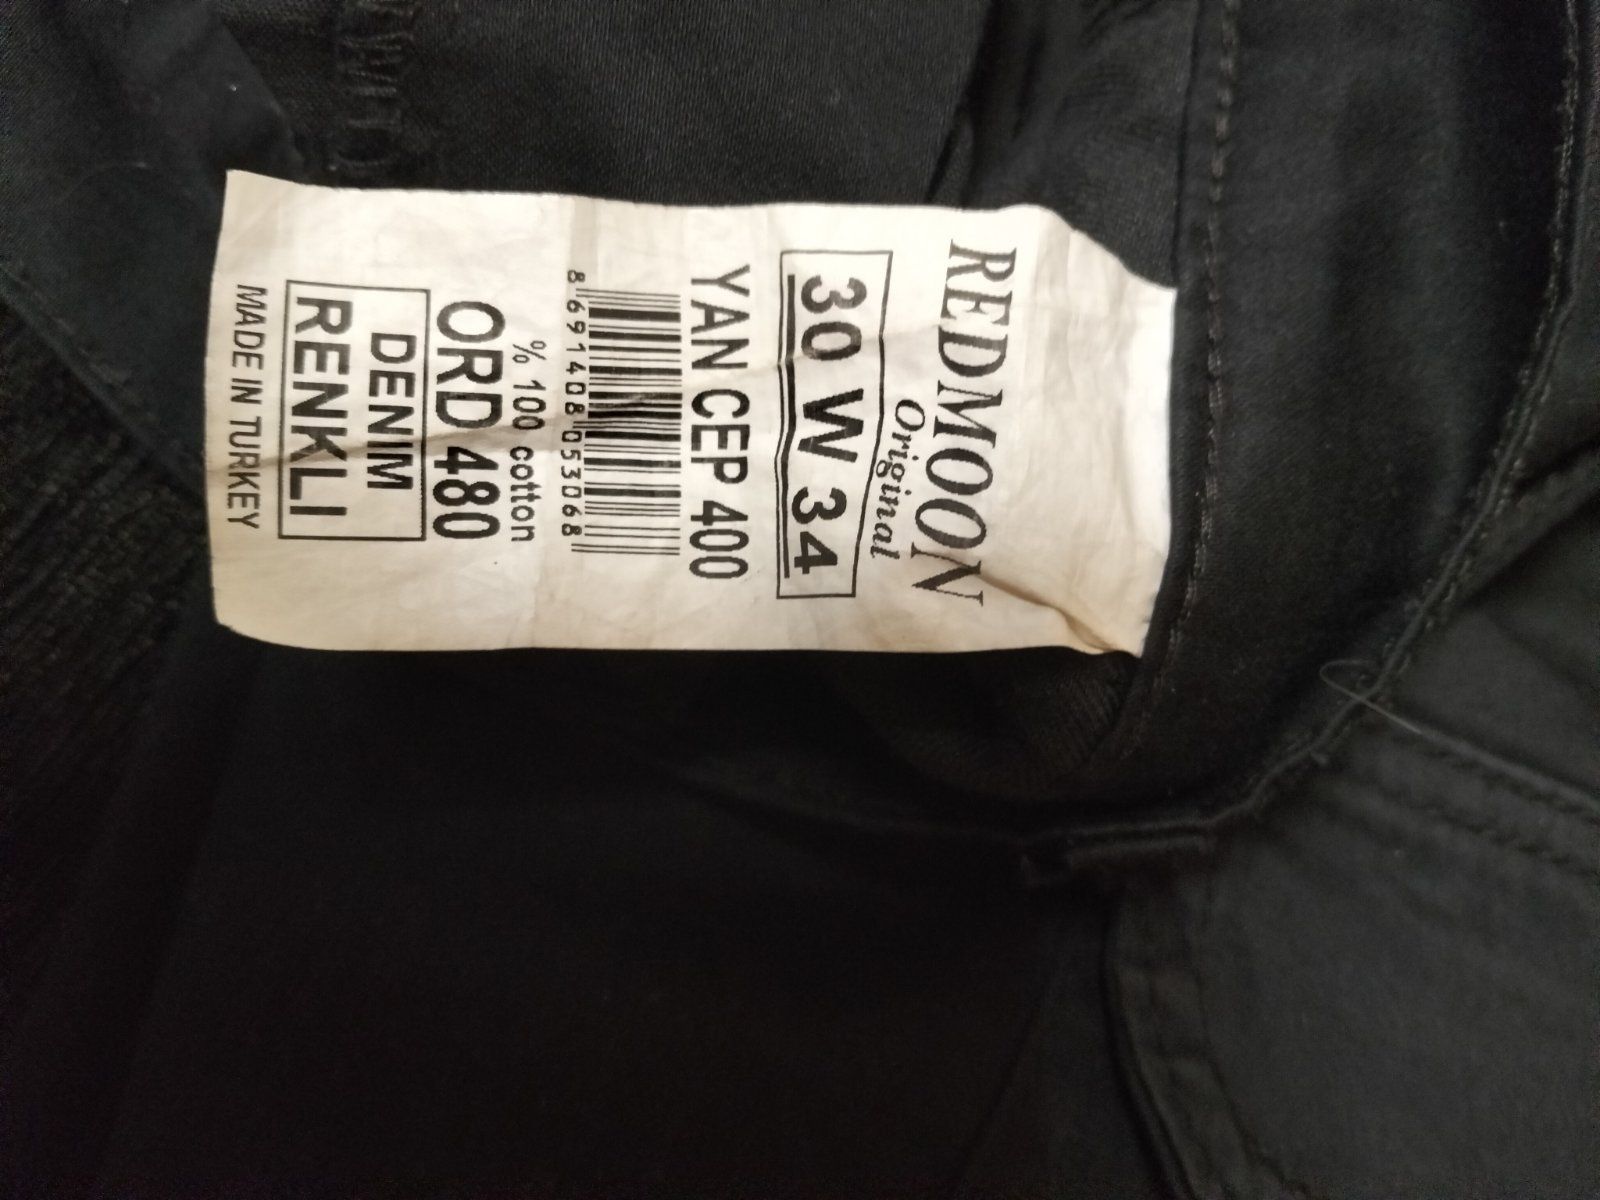 REDMOON
Original
30 W 34
YAN CEP 400
8 691408 053068
% 100 cotton
ORD 480
DENIM
RENKLI
MADE IN TURKEY